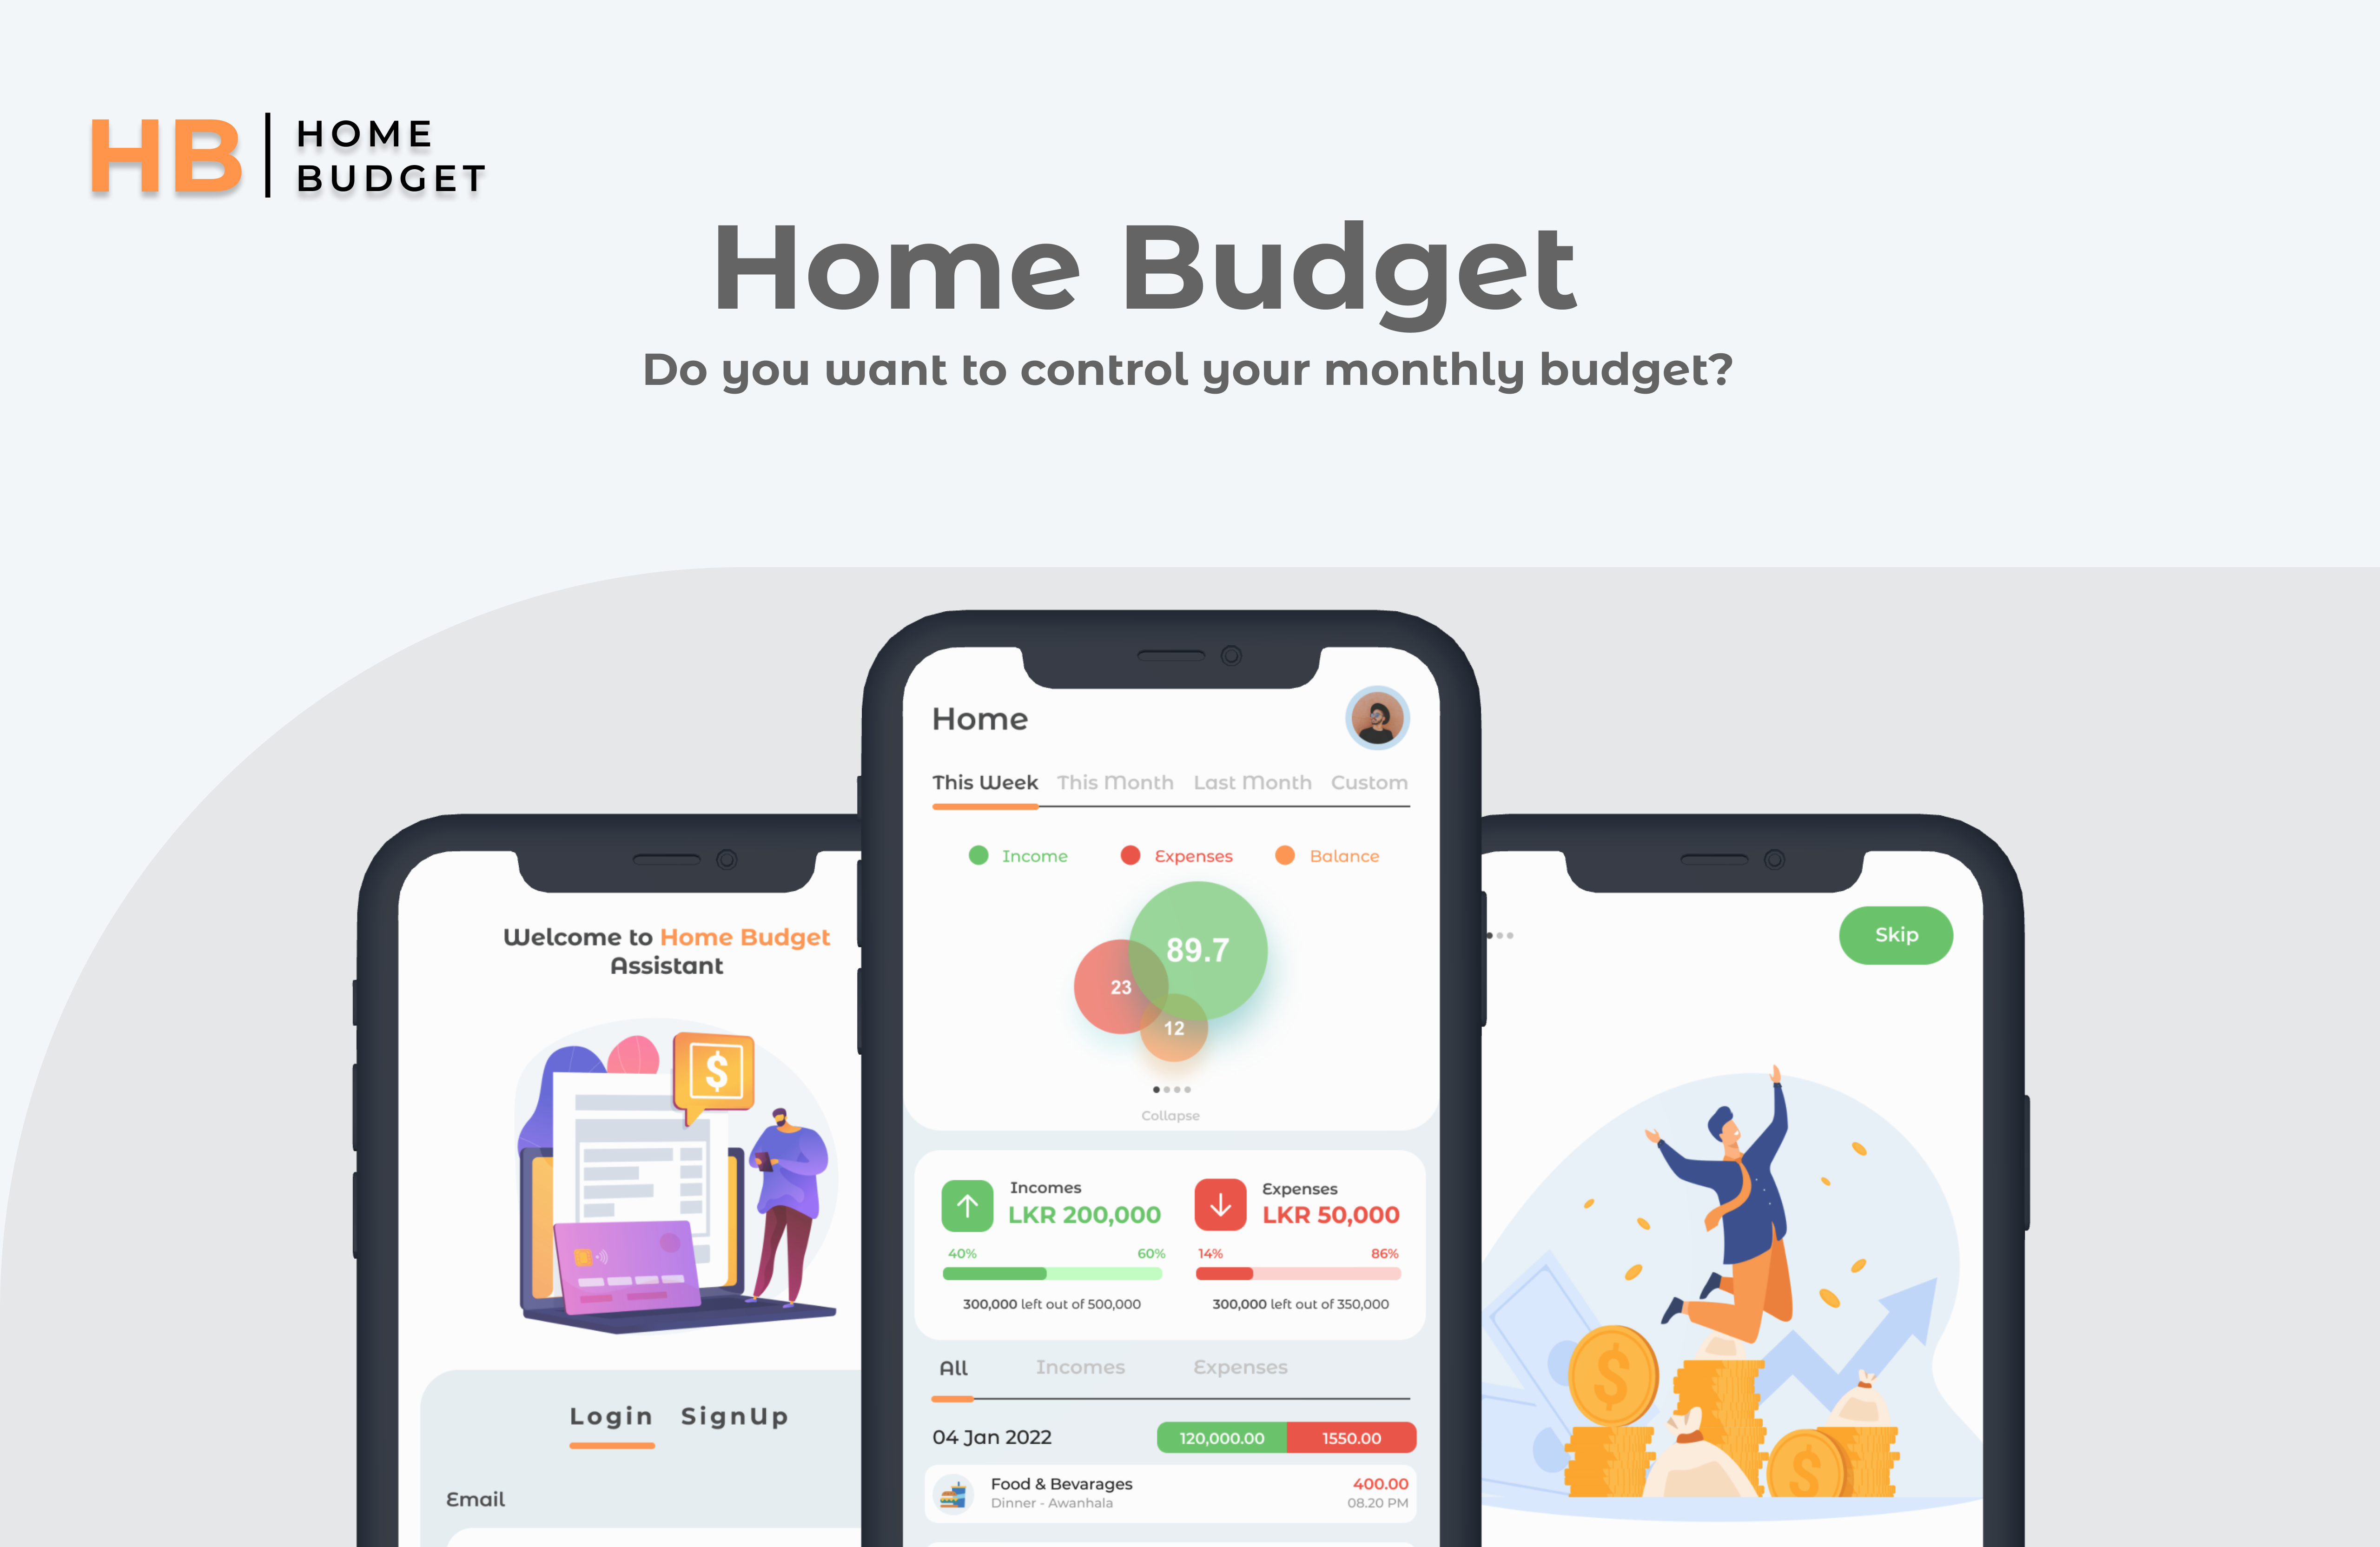 HB
HOME
BUDGET
Home Budget
Do you want to control your monthly budget?
Welcome to Home Budget
Assistant
$
Login SignUp
Email
Home
This Week This Month Last Month Custom
Income Expenses Balance
89.7
23
12
Collapse
Incomes
LKR 200,000
40% 60%
300,000 left out of 500,000
Expenses
LKR 50,000
14% 86%
300,000 left out of 350,000
All Incomes Expenses
04 Jan 2022 120,000.00 1550.00
Food & Bevarages 400.00
Dinner - Awanhala 08.20 PM
Skip
$
$